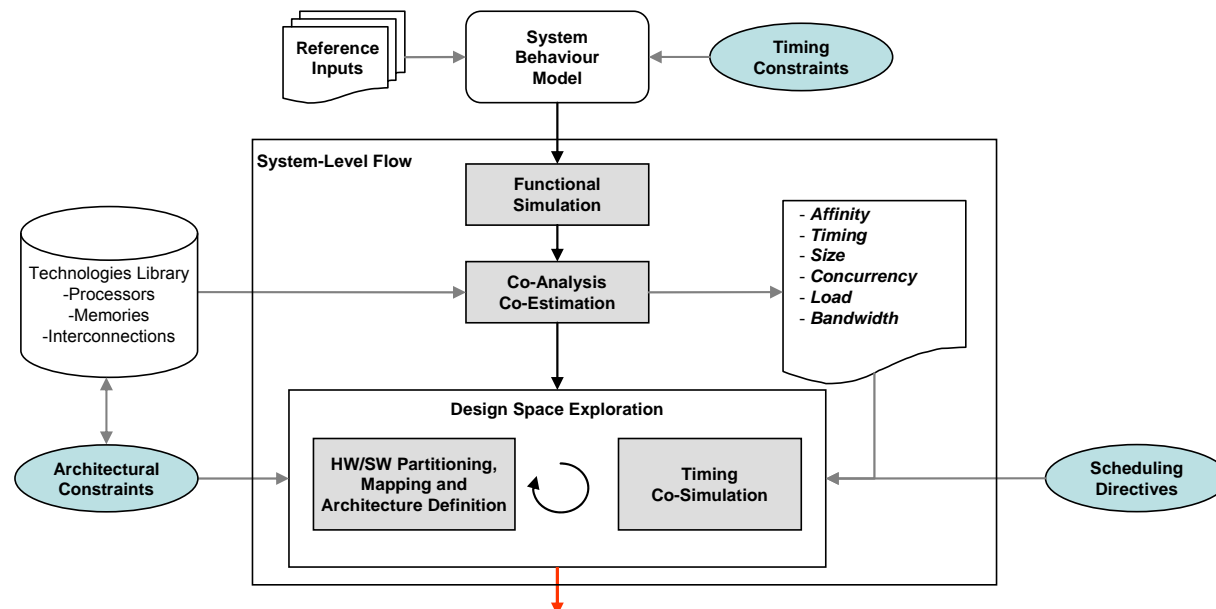 Reference
Inputs
System
Behaviour
Model
Timing
Constraints
System-Level Flow
Functional
Simulation
- Affinity
- Timing
- Size
- Concurrency
- Load
- Bandwidth
Technologies Library
-Processors
-Memories
-Interconnections
Co-Analysis
Co-Estimation
Design Space Exploration
Architectural
Constraints
HW/SW Partitioning,
Mapping and
Architecture Definition
Timing
Co-Simulation
Scheduling
Directives